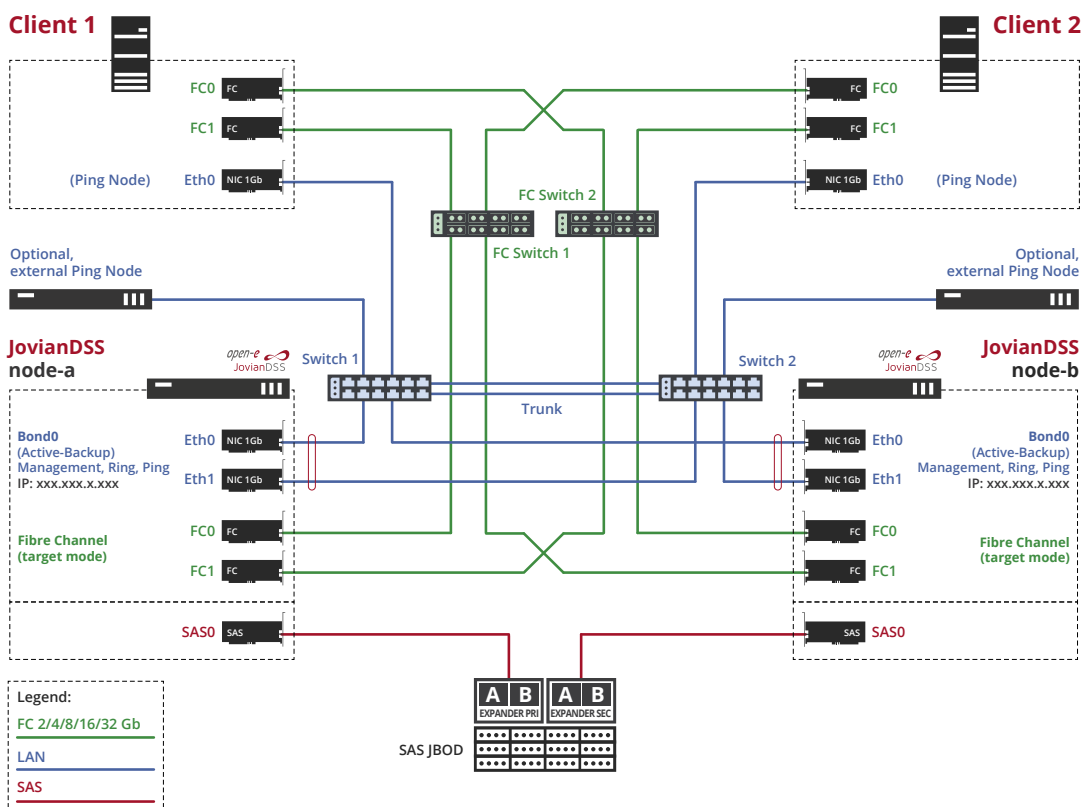 Client 1
Client 2
FC0 FC
FC FC0
FC1 FC
FC FC1
(Ping Node) Eth0 NIC 1Gb
NIC 1Gb Eth0 (Ping Node)
FC Switch 2
FC Switch 1
Optional,
external Ping Node
Optional,
external Ping Node
JovianDSS
node-a
open-e
JovianDSS
Switch 1
Switch 2
open-e
JovianDSS
JovianDSS
node-b
Trunk
Bond0
(Active-Backup)
Management, Ring, Ping
IP: xxx.xxx.x.xxx
Eth0 NIC 1Gb
Eth1 NIC 1Gb
NIC 1Gb Eth0
NIC 1Gb Eth1
Bond0
(Active-Backup)
Management, Ring, Ping
IP: xxx.xxx.x.xxx
Fibre Channel
(target mode)
FC0 FC
FC1 FC
FC FC0
FC FC1
Fibre Channel
(target mode)
SAS0 SAS
SAS SAS0
A B
EXPANDER PRI
A B
EXPANDER SEC
SAS JBOD
Legend:
FC 2/4/8/16/32 Gb
LAN
SAS